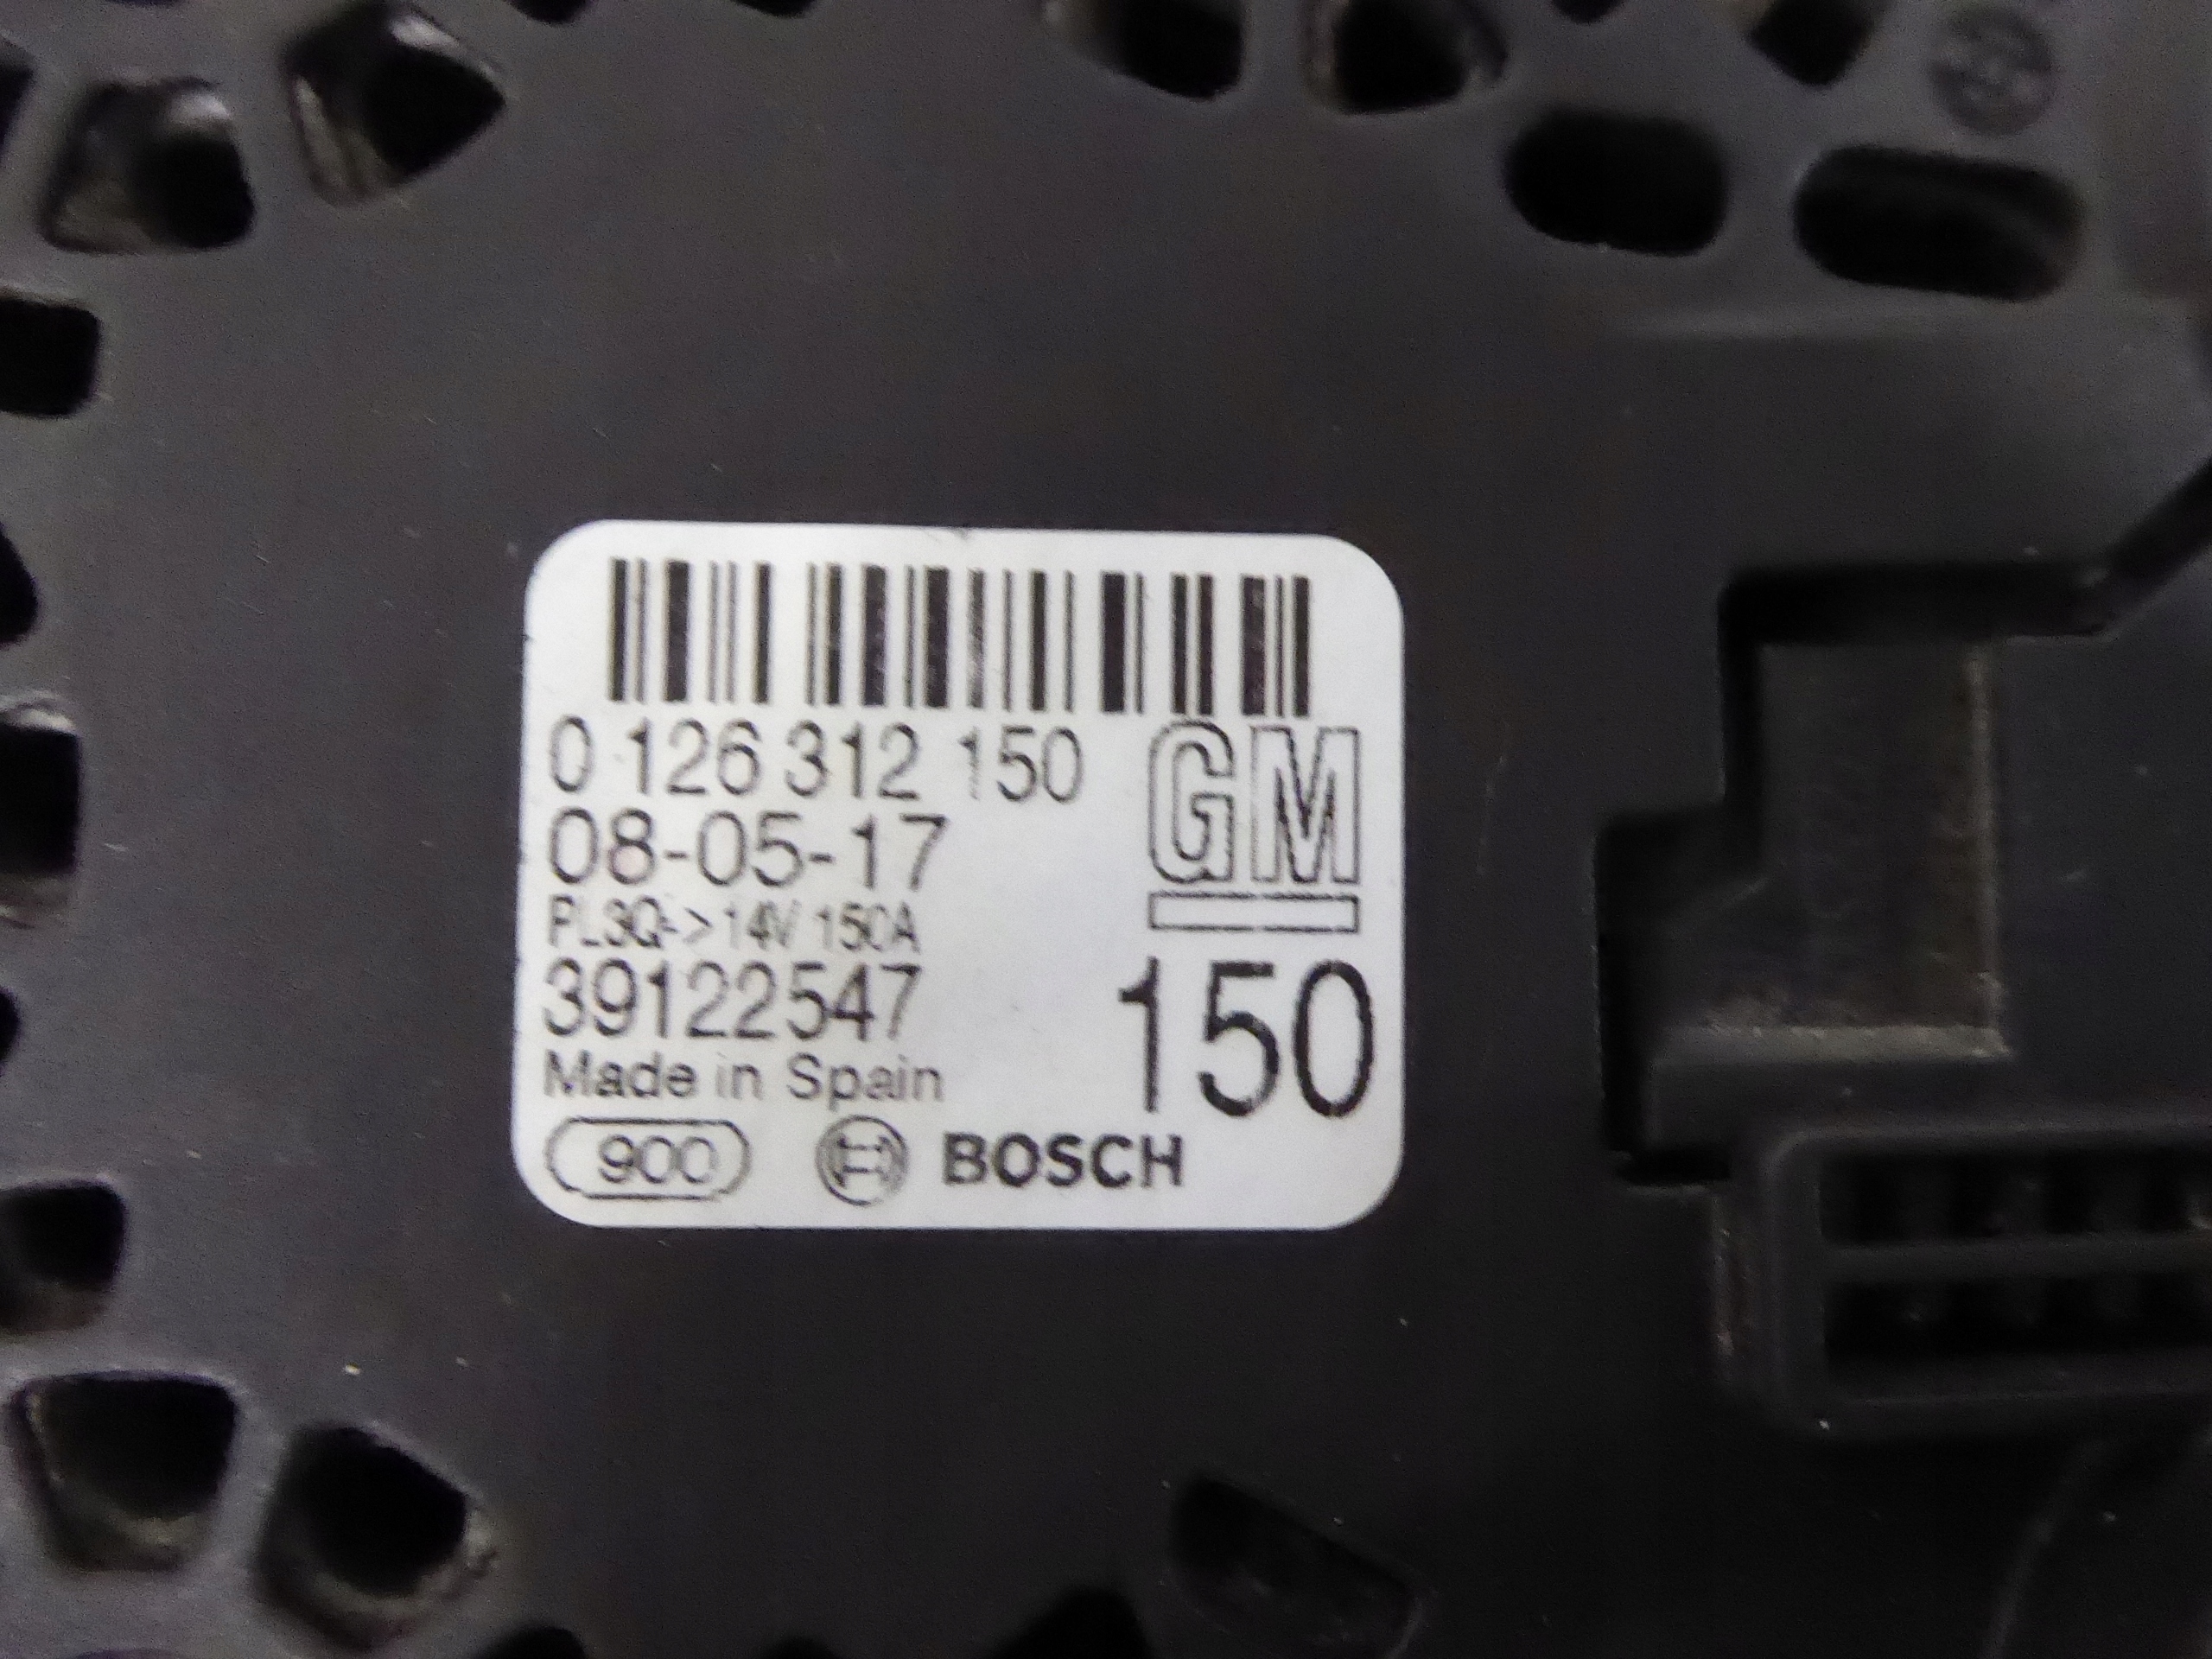 0 126 312 150
GM
08-05-17
PL3Q-> 14V 150A
39122547
150
Made in Spain
900
BOSCH